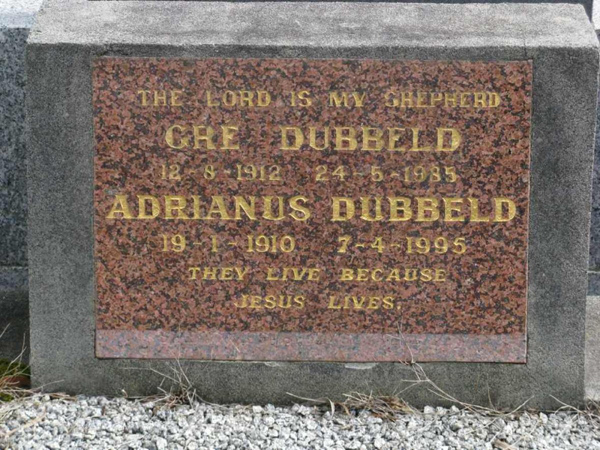 THE LORD IS MY SHEPHERD
GRE DUBBELD
12-8-1912 24-5-1985
ADRIANUS DUBBELD
19-1-1910 7-4-1995
THEY LIVE BECAUSE
JESUS LIVES.